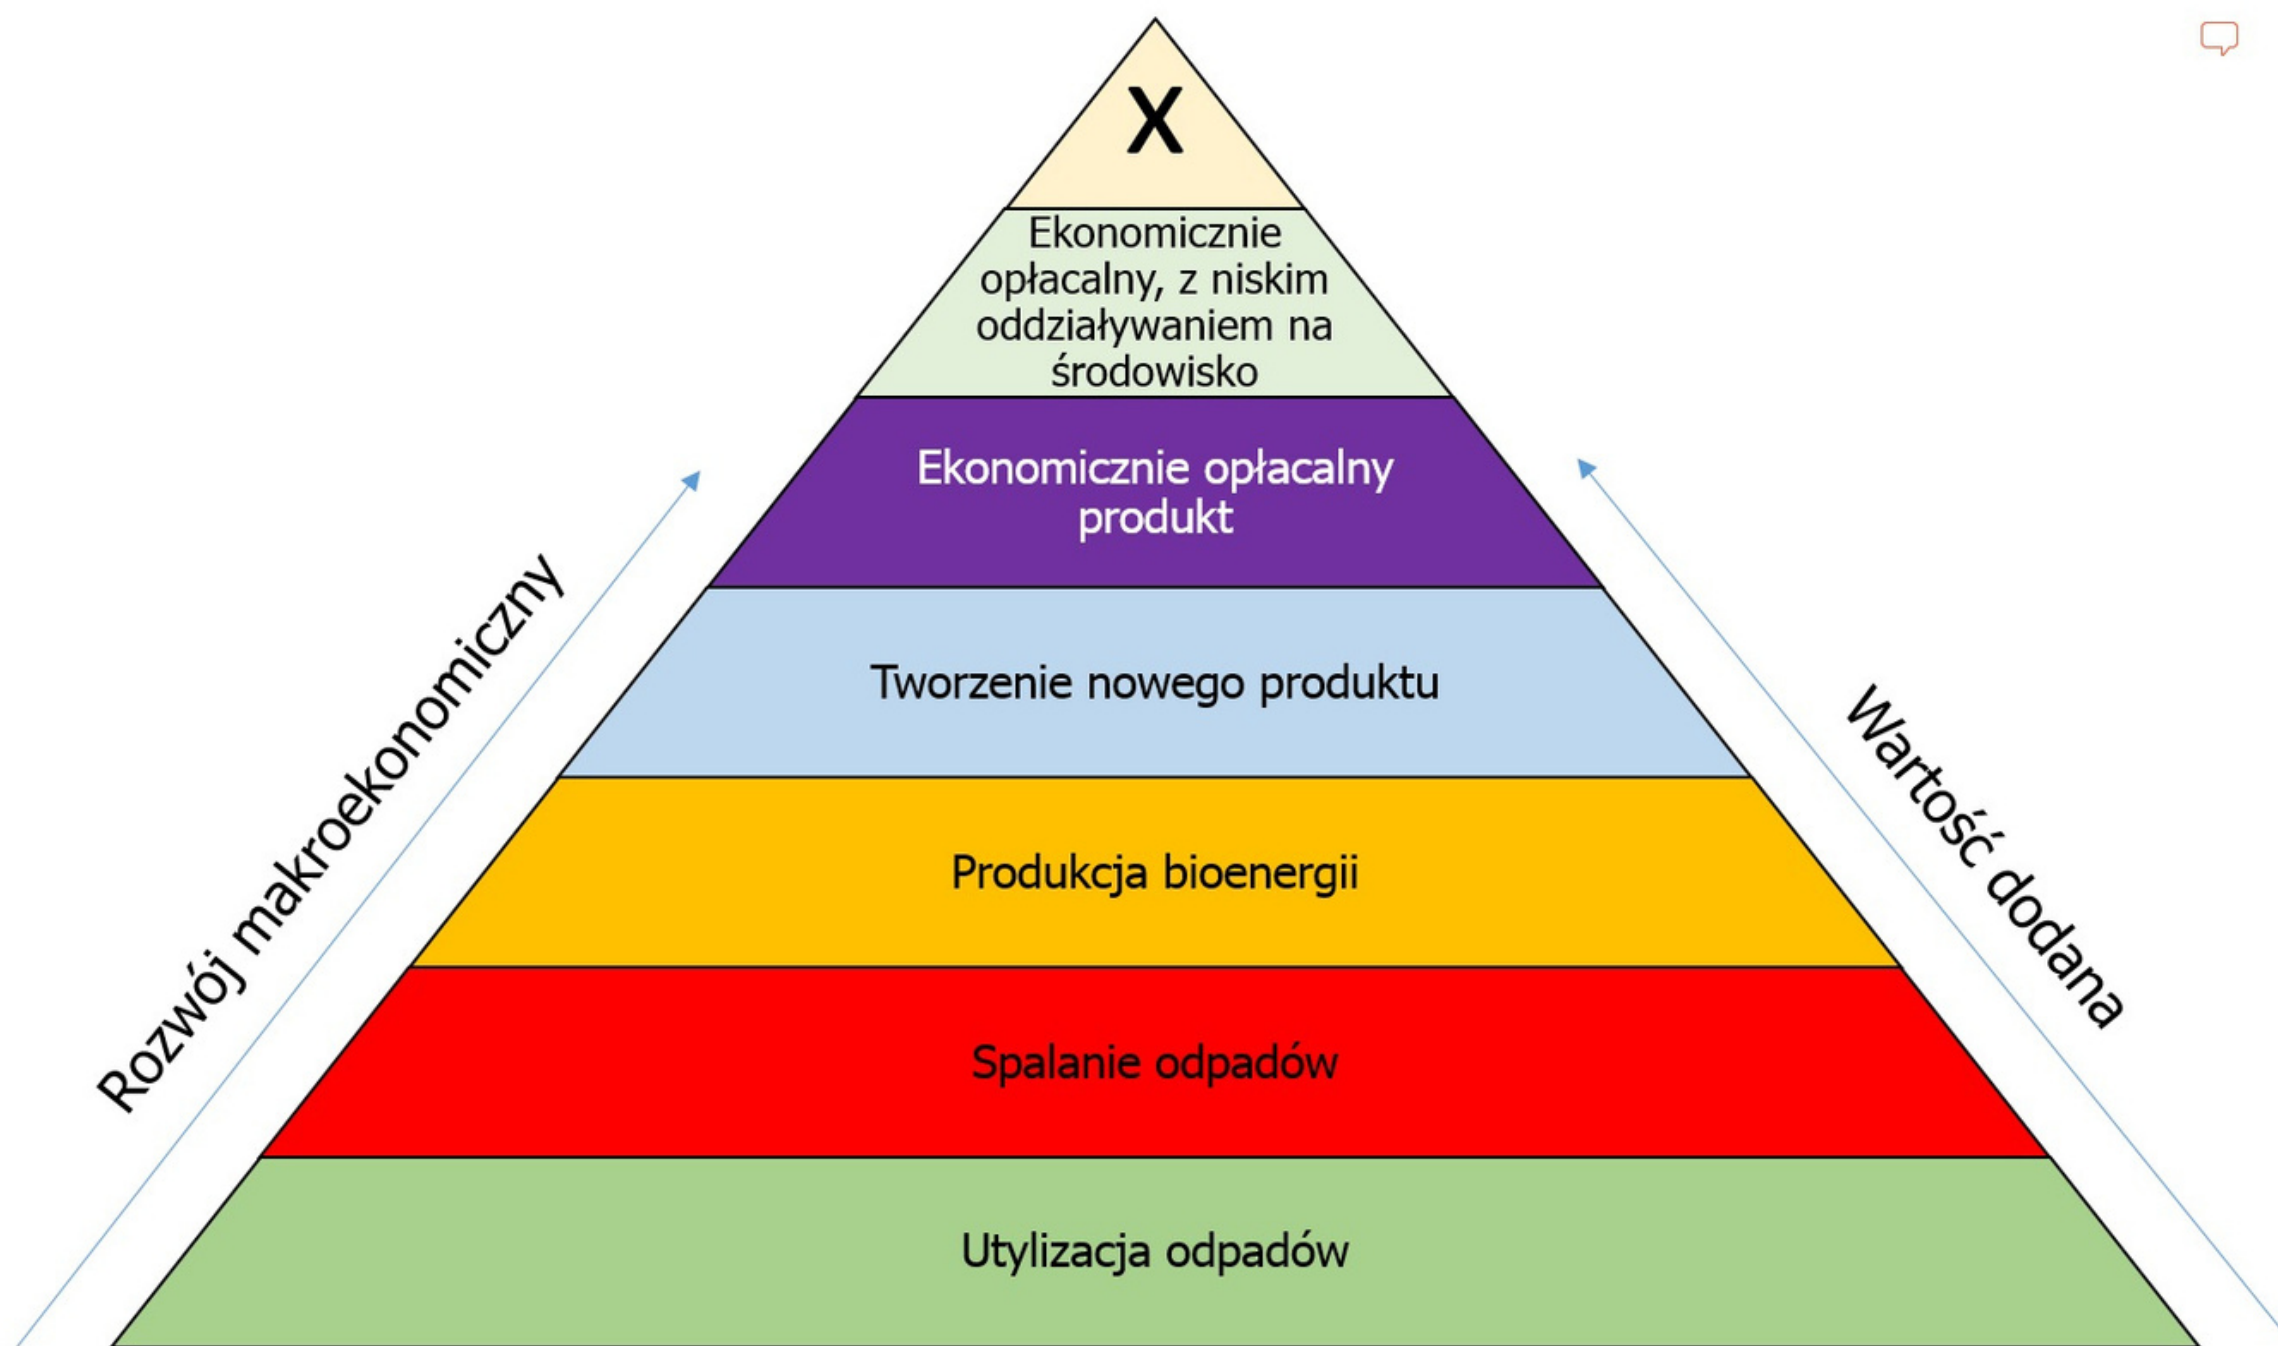 X
Ekonomicznie
opłacalny, z niskim
oddziaływaniem na
środowisko
Ekonomicznie opłacalny
produkt
Tworzenie nowego produktu
Produkcja bioenergii
Spalanie odpadów
Utylizacja odpadów
Rozwój makroekonomiczny
Wartość dodana